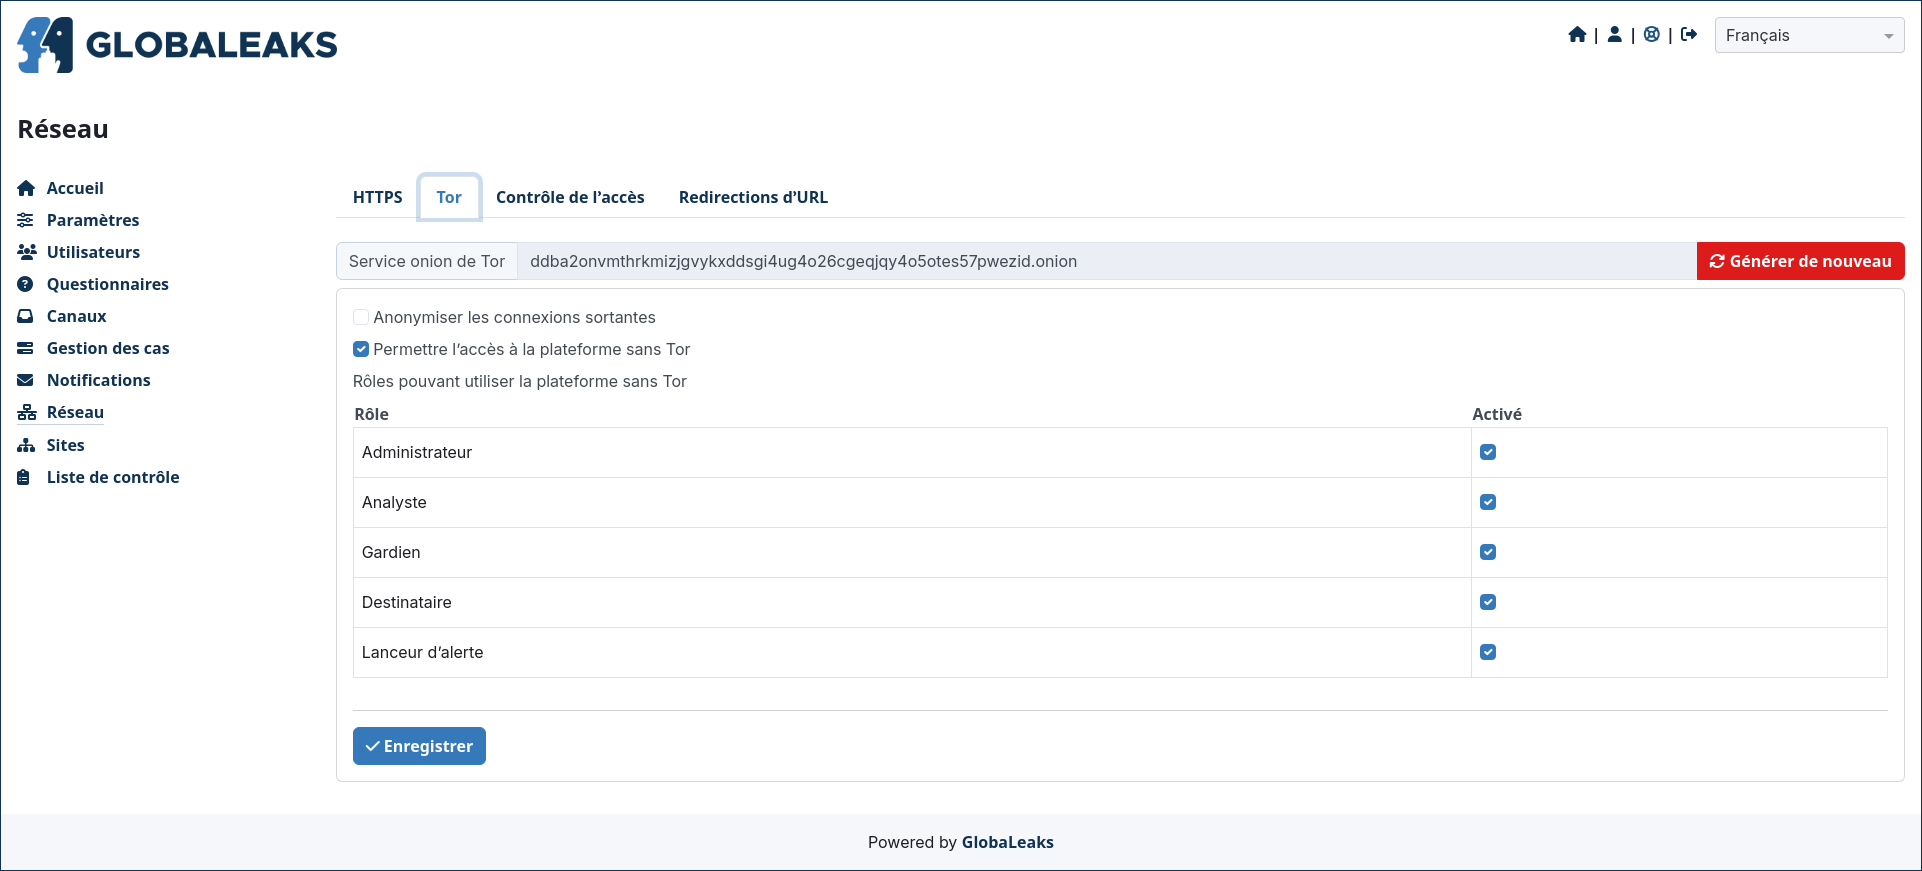 GLOBALEAKS
| | |
Français
Réseau
Accueil
Paramètres
Utilisateurs
Questionnaires
Canaux
Gestion des cas
Notifications
Réseau
Sites
Liste de contrôle
HTTPS Tor Contrôle de l’accès Redirections d’URL
Service onion de Tor ddba2onvmthrkmizjgvykxddsgi4ug4o26cgeqjqy4o5otes57pwezid.onion Générer de nouveau
Anonymiser les connexions sortantes
Permettre l’accès à la plateforme sans Tor
Rôles pouvant utiliser la plateforme sans Tor
Rôle Activé
Administrateur
Analyste
Gardien
Destinataire
Lanceur d’alerte
Enregistrer
Powered by GlobaLeaks